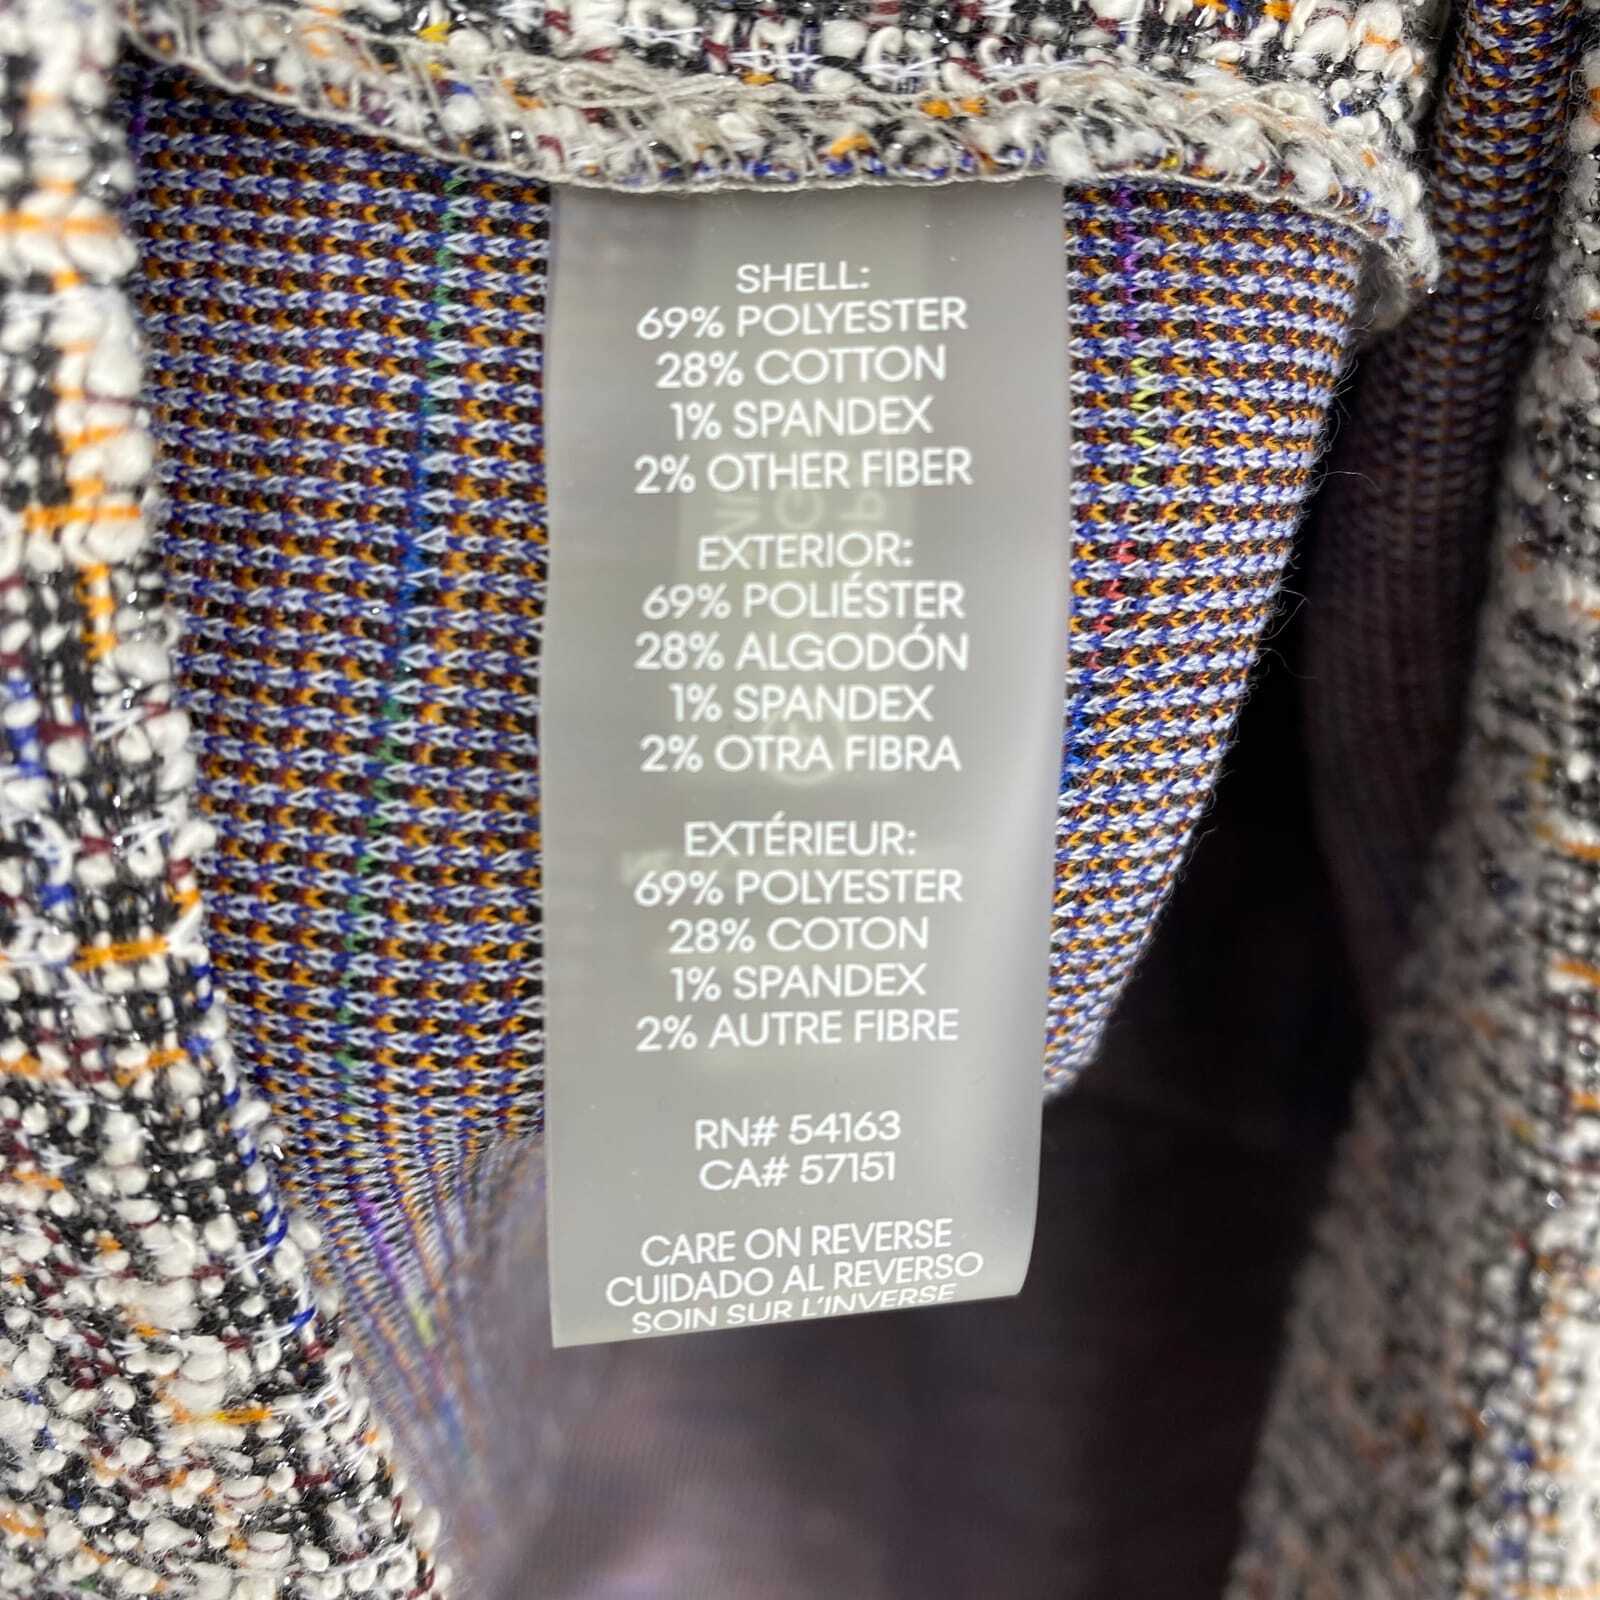 SHELL:
69% POLYESTER
28% COTTON
1% SPANDEX
2% OTHER FIBER
EXTERIOR:
69% POLIÉSTER
28% ALGODÓN
1% SPANDEX
2% OTRA FIBRA
EXTÉRIEUR:
69% POLYESTER
28% COTON
1% SPANDEX
2% AUTRE FIBRE
RN# 54163
CA# 57151
CARE ON REVERSE
CUIDADO AL REVERSO
SOIN SUR L'INVERSE